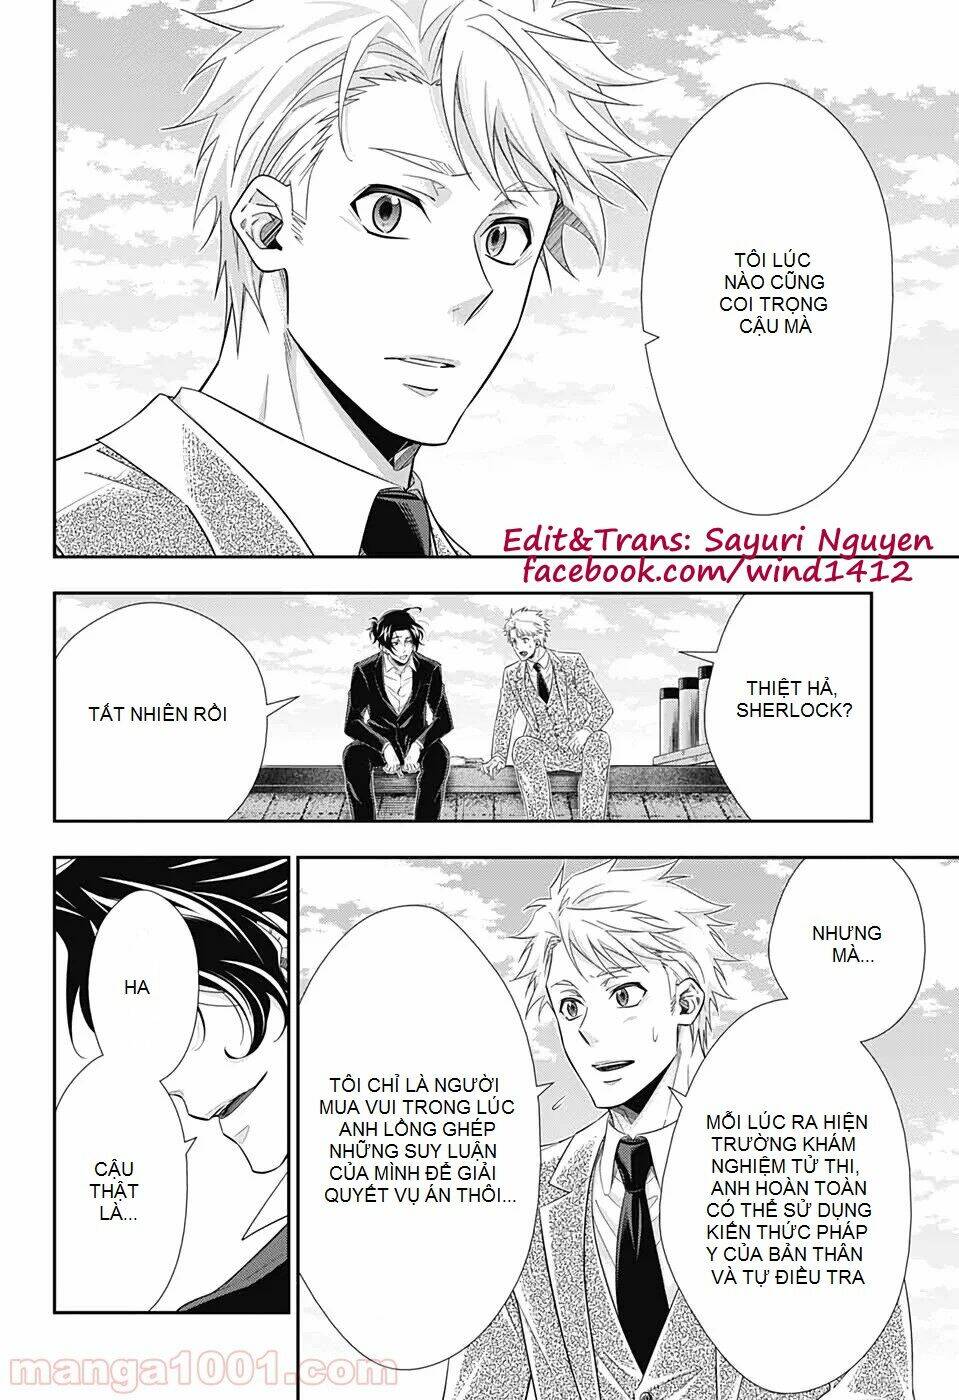 TÔI LÚC
NÀO CŨNG
COI TRỌNG
CẬU MÀ
Edit&Trans: Sayuri Nguyen
facebook.com/wind1412
THIỆT HẢ,
SHERLOCK?
TẤT NHIÊN RỒI
NHƯNG
MÀ...
MỖI LÚC RA HIỆN
TRƯỜNG KHÁM
NGHIỆM TỬ THI,
ANH HOÀN TOÀN
CÓ THỂ SỬ DỤNG
KIẾN THỨC PHÁP
Y CỦA BẢN THÂN
VÀ TỰ ĐIỀU TRA
TÔI CHỈ LÀ NGƯỜI
MUA VUI TRONG LÚC
ANH LỒNG GHÉP
NHỮNG SUY LUẬN
CỦA MÌNH ĐỂ GIẢI
QUYẾT VỤ ÁN THÔI...
HA
CẬU
THẬT
LÀ...
manga1001.com